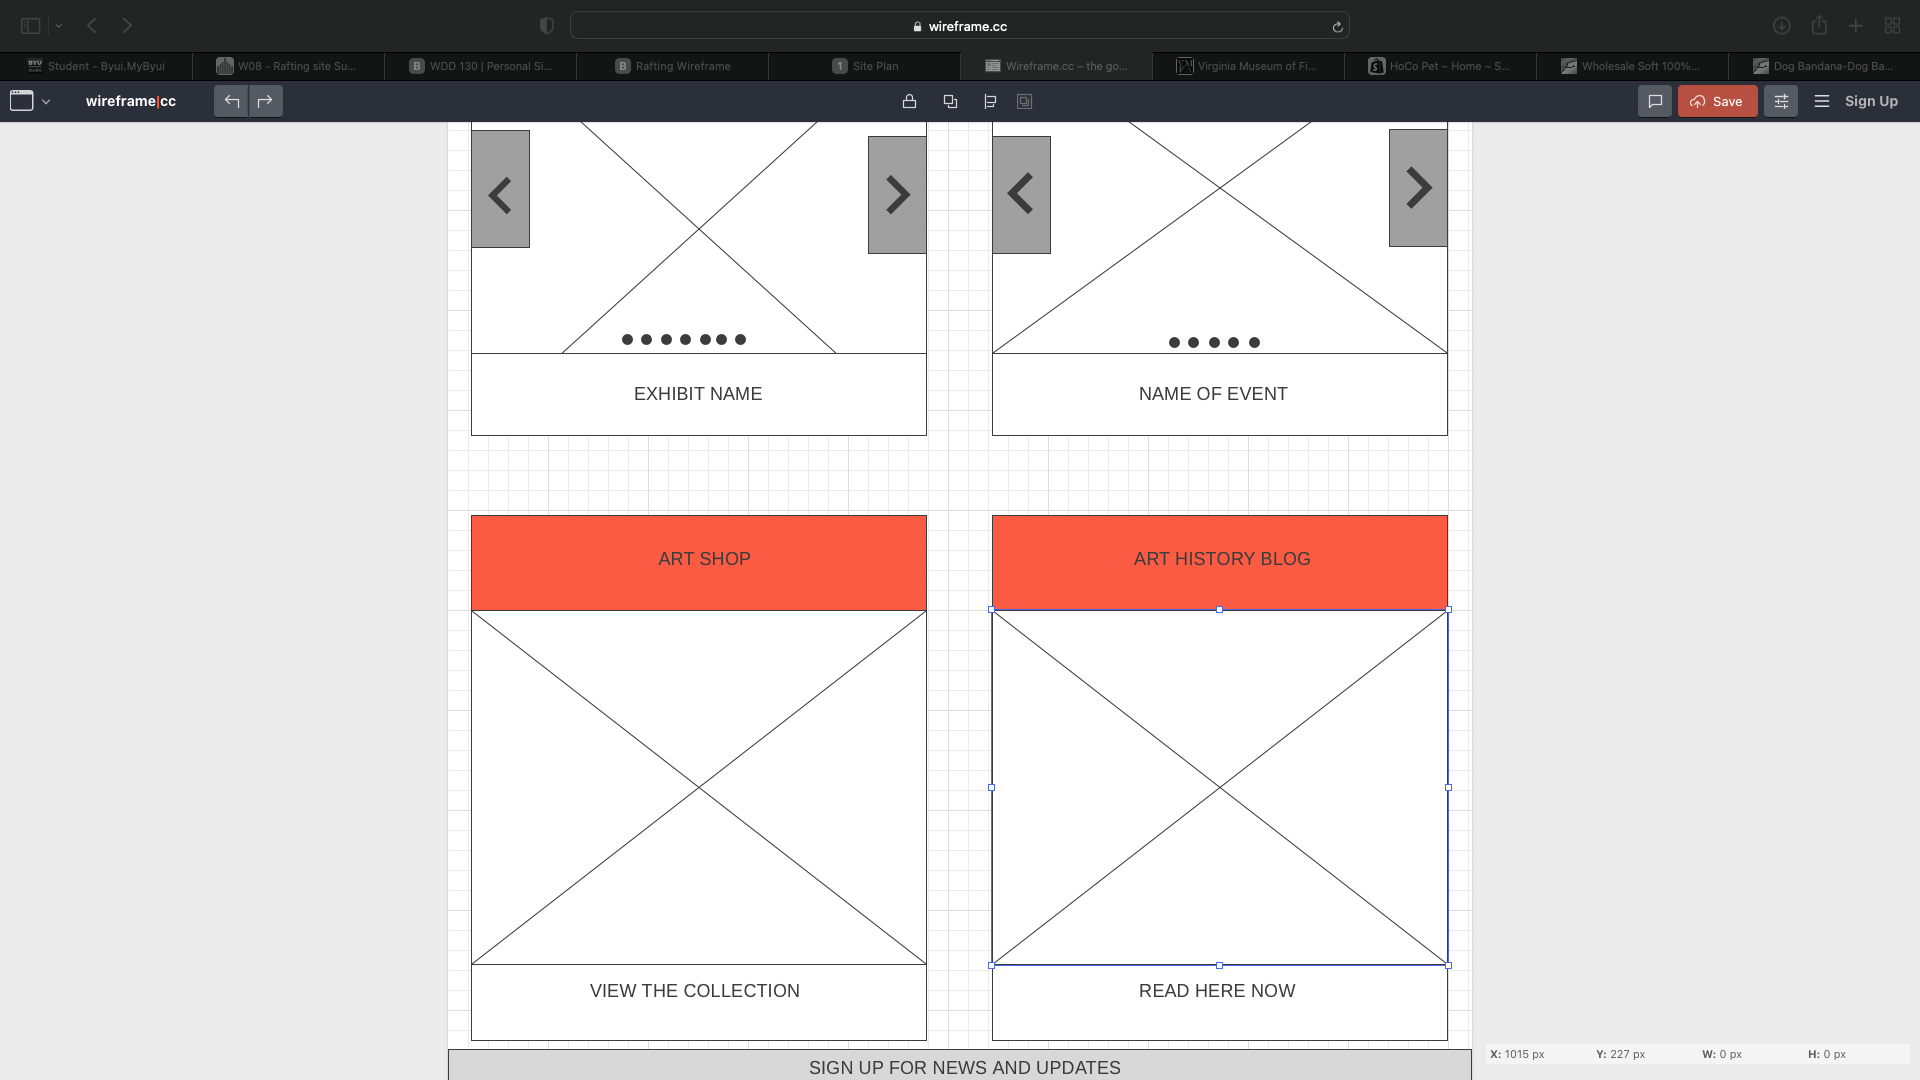 wireframe.cc
BYU Student - Byui.MyByui
W08 - Rafting site Su...
B WDD 130 | Personal Si...
B Rafting Wireframe
1 Site Plan
Wireframe.cc – the go...
Virginia Museum of Fi...
HoCo Pet ~ Home ~ S...
Wholesale Soft 100%...
Dog Bandana-Dog Ba...
wireframe|cc
Save
Sign Up
EXHIBIT NAME
NAME OF EVENT
ART SHOP
ART HISTORY BLOG
VIEW THE COLLECTION
READ HERE NOW
SIGN UP FOR NEWS AND UPDATES
X: 1015 px Y: 227 px W: 0 px H: 0 px